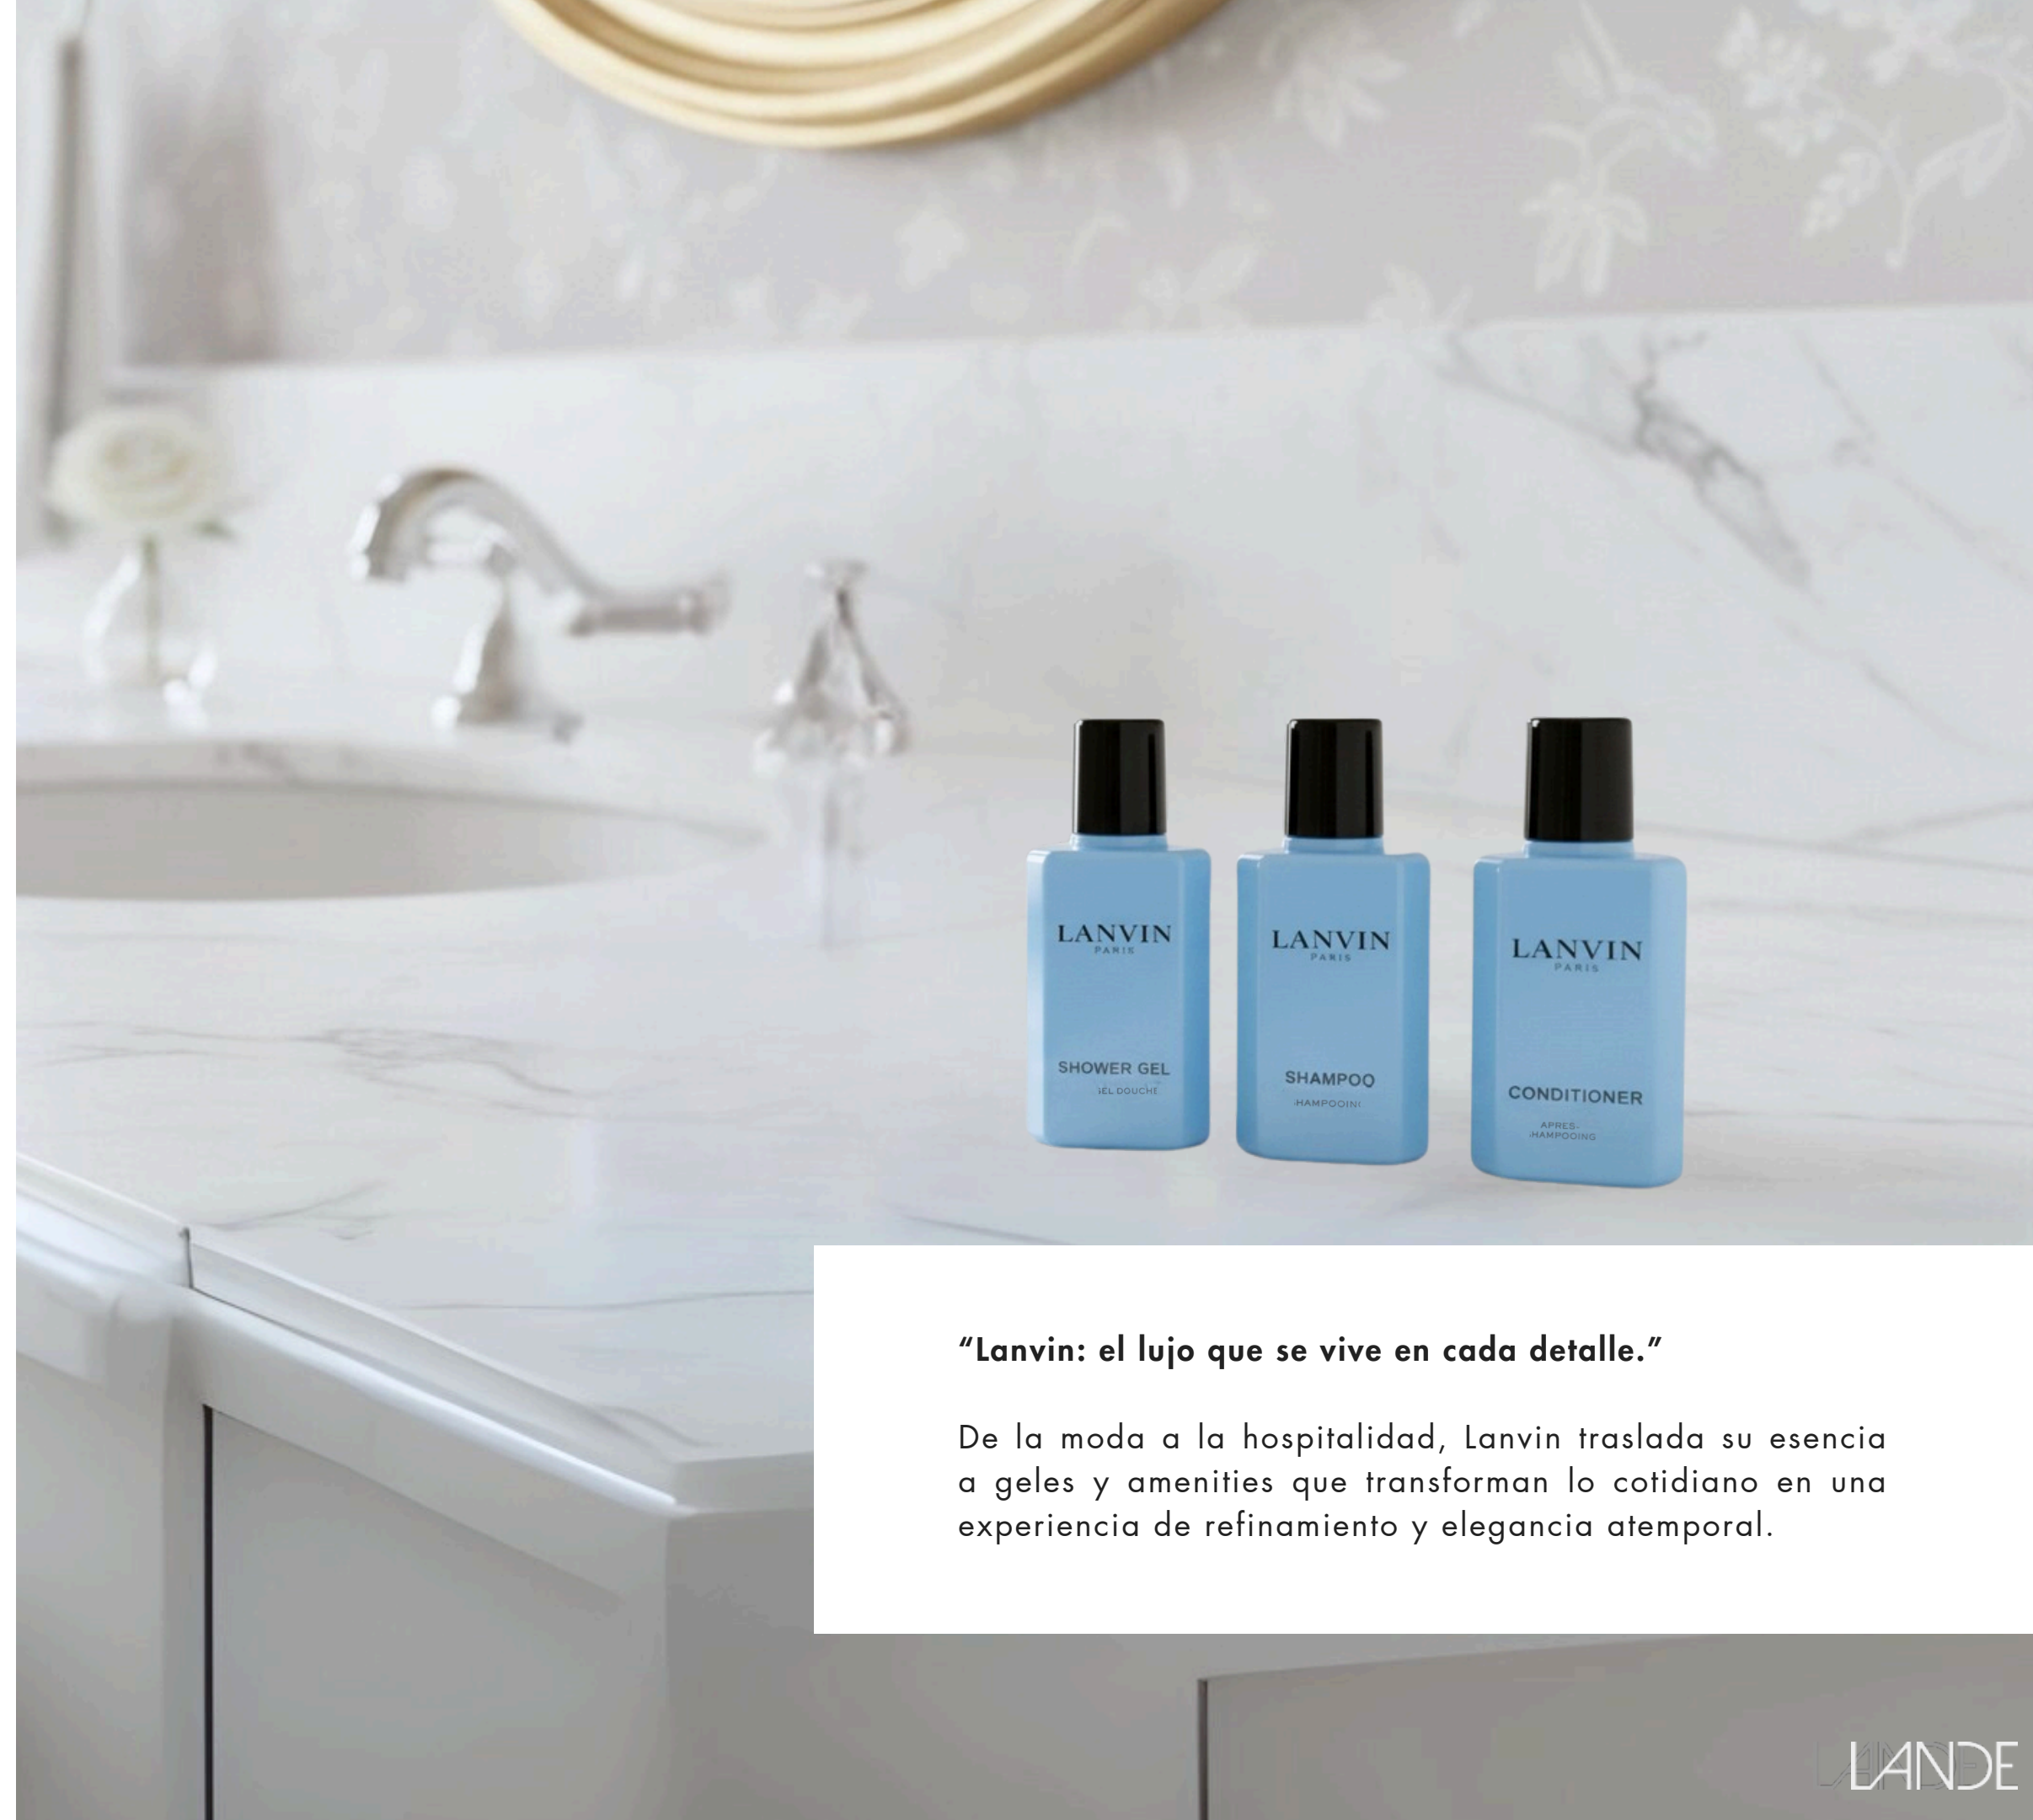 LANVIN
PARIS
SHOWER GEL
LANVIN
PARIS
SHAMPOO
LANVIN
PARIS
CONDITIONER
APRES-
“Lanvin: el lujo que se vive en cada detalle.”
De la moda a la hospitalidad, Lanvin traslada su esencia
a geles y amenities que transforman lo cotidiano en una
experiencia de refinamiento y elegancia atemporal.
LANDE